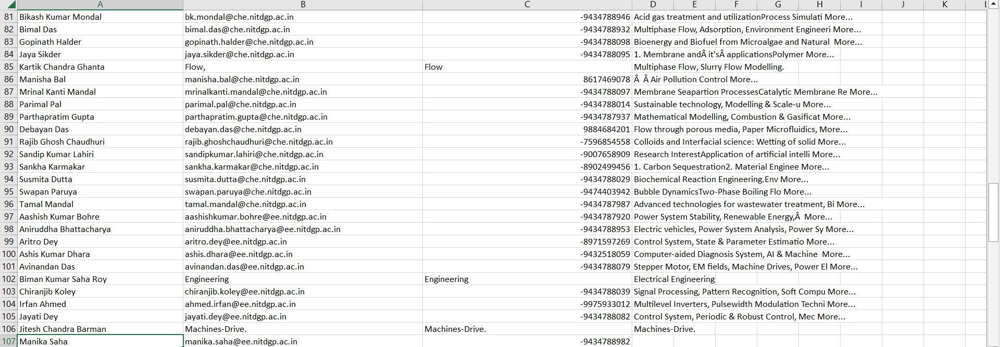 A B C D E F G H I J K L
81 Bikash Kumar Mondal bk.mondal@che.nitdgp.ac.in -9434788946 Acid gas treatment and utilizationProcess Simulati More...
82 Bimal Das bimal.das@che.nitdgp.ac.in -9434788932 Multiphase Flow, Adsorption, Environment Engineeri More...
83 Gopinath Halder gopinath.halder@che.nitdgp.ac.in -9434788098 Bioenergy and Biofuel from Microalgae and Natural  More...
84 Jaya Sikder jaya.sikder@che.nitdgp.ac.in -9434788095 1. Membrane andÂ it'sÂ applicationsPolymer More...
85 Kartik Chandra Ghanta Flow, Flow Multiphase Flow, Slurry Flow Modelling.
86 Manisha Bal manisha.bal@che.nitdgp.ac.in 8617469078 Â  Â Air Pollution Control More...
87 Mrinal Kanti Mandal mrinalkanti.mandal@che.nitdgp.ac.in -9434788097 Membrane Seapartion ProcessesCatalytic Membrane Re More...
88 Parimal Pal parimal.pal@che.nitdgp.ac.in -9434788014 Sustainable technology, Modelling & Scale-u More...
89 Parthapratim Gupta parthapratim.gupta@che.nitdgp.ac.in -9434787937 Mathematical Modelling, Combustion & Gasificat More...
90 Debayan Das debayan.das@che.nitdgp.ac.in 9884684201 Flow through porous media, Paper Microfluidics, More...
91 Rajib Ghosh Chaudhuri rajib.ghoshchaudhuri@che.nitdgp.ac.in -7596854558 Colloids and Interfacial science: Wetting of solid More...
92 Sandip Kumar Lahiri sandipkumar.lahiri@che.nitdgp.ac.in -9007658909 Research InterestApplication of artificial intelli More...
93 Sankha Karmakar sankha.karmakar@che.nitdgp.ac.in -8902499456 1. Carbon Sequestration2. Material Enginee More...
94 Susmita Dutta susmita.dutta@che.nitdgp.ac.in -9434788029 Biochemical Reaction Engineering.Env More...
95 Swapan Paruya swapan.paruya@che.nitdgp.ac.in -9474403942 Bubble DynamicsTwo-Phase Boiling Flo More...
96 Tamal Mandal tamal.mandal@che.nitdgp.ac.in -9434787987 Advanced technologies for wastewater treatment, Bi More...
97 Aashish Kumar Bohre aashishkumar.bohre@ee.nitdgp.ac.in -9434787920 Power System Stability, Renewable Energy,Â  More...
98 Aniruddha Bhattacharya aniruddha.bhattacharya@ee.nitdgp.ac.in -9434788953 Electric vehicles, Power System Analysis, Power Sy More...
99 Aritro Dey aritro.dey@ee.nitdgp.ac.in -8971597269 Control System, State & Parameter Estimatio More...
100 Ashis Kumar Dhara ashis.dhara@ee.nitdgp.ac.in -9432518059 Computer-aided Diagnosis System, AI & Machine  More...
101 Avinandan Das avinandan.das@ee.nitdgp.ac.in -9434788079 Stepper Motor, EM fields, Machine Drives, Power El More...
102 Biman Kumar Saha Roy Engineering Engineering Electrical Engineering
103 Chiranjib Koley chiranjib.koley@ee.nitdgp.ac.in -9434788039 Signal Processing, Pattern Recognition, Soft Compu More...
104 Irfan Ahmed ahmed.irfan@ee.nitdgp.ac.in -9975933012 Multilevel Inverters, Pulsewidth Modulation Techni More...
105 Jayati Dey jayati.dey@ee.nitdgp.ac.in -9434788082 Control System, Periodic & Robust Control, Mec More...
106 Jitesh Chandra Barman Machines-Drive. Machines-Drive. Machines-Drive.
107 Manika Saha manika.saha@ee.nitdgp.ac.in -9434788982